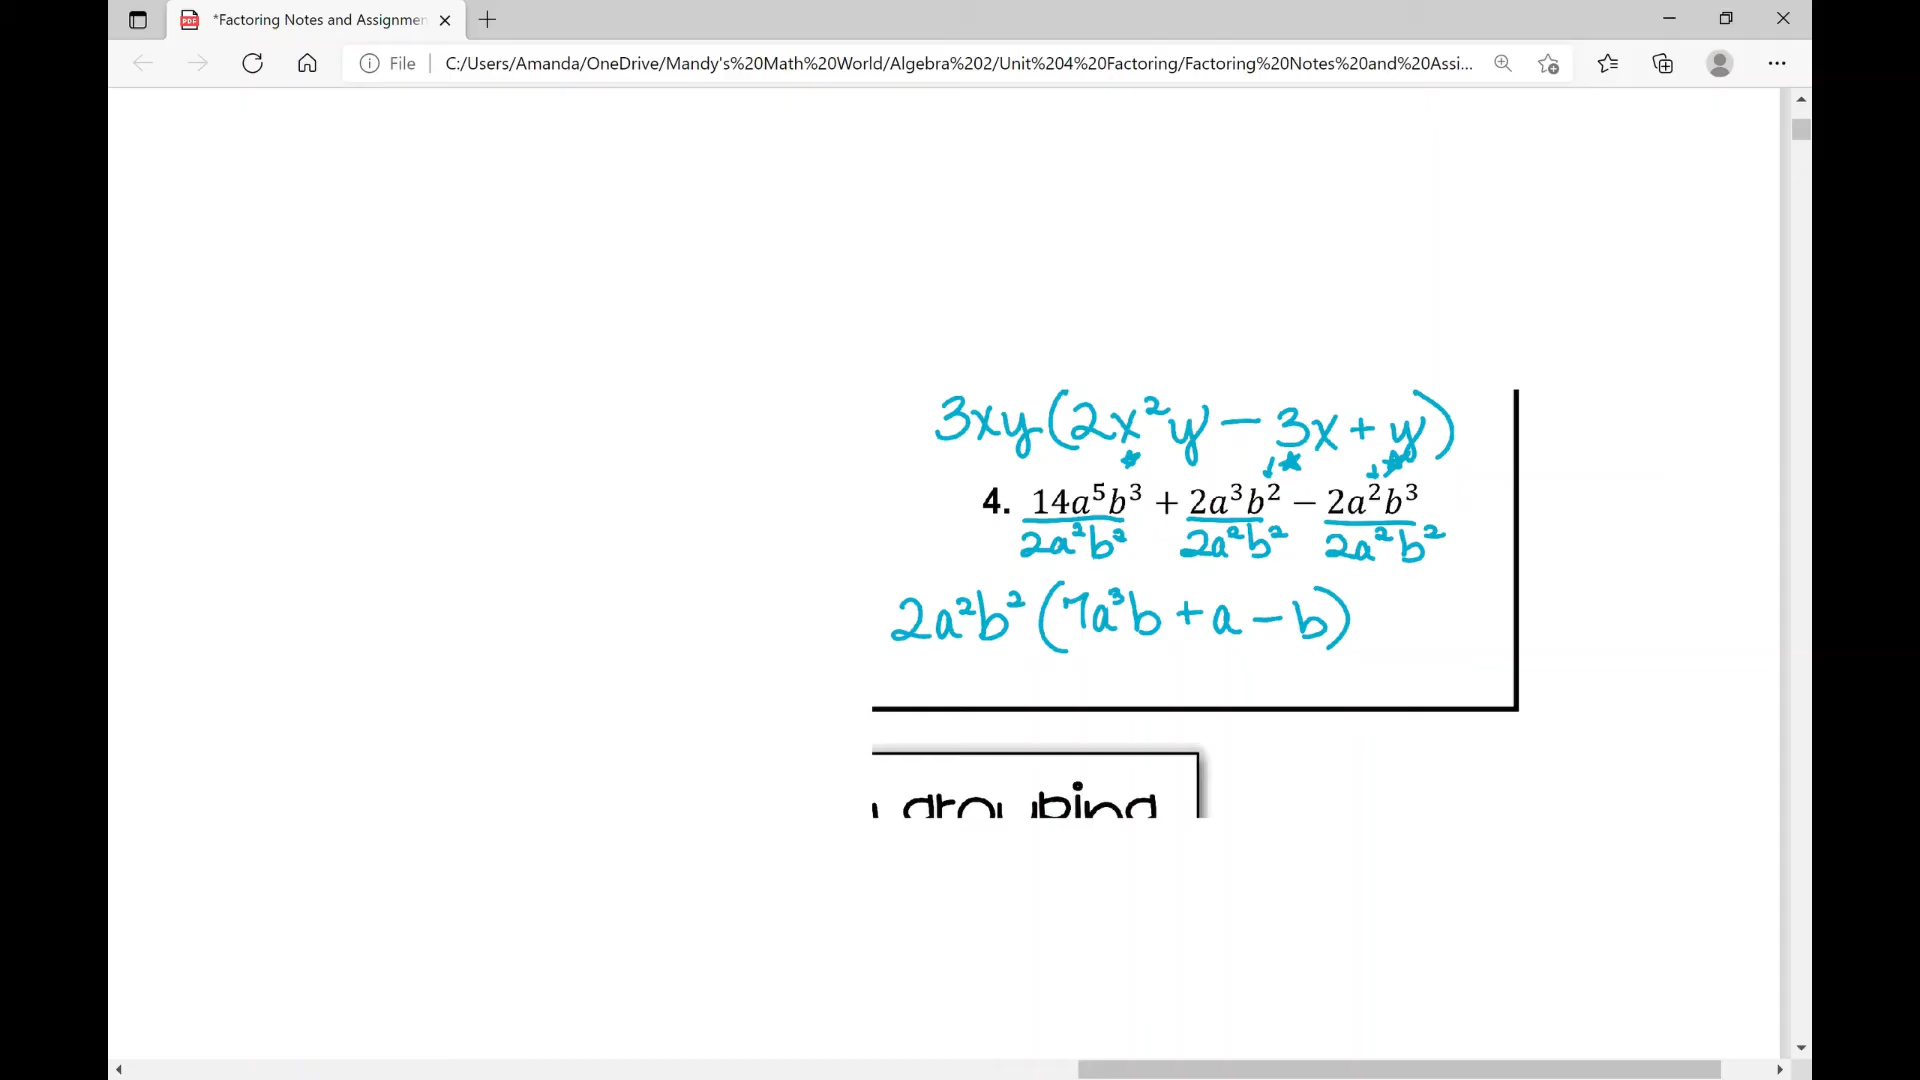 *Factoring Notes and Assignmen
File
C:/Users/Amanda/OneDrive/Mandy's%20Math%20World/Algebra%202/Unit%204%20Factoring/Factoring%20Notes%20and%20Assi...
3xy(2x²y − 3x + y)
4. 14a⁵b³ + 2a³b² − 2a²b³
2a²b² 2a²b² 2a²b²
2a²b² (7a³b + a − b)
grouping